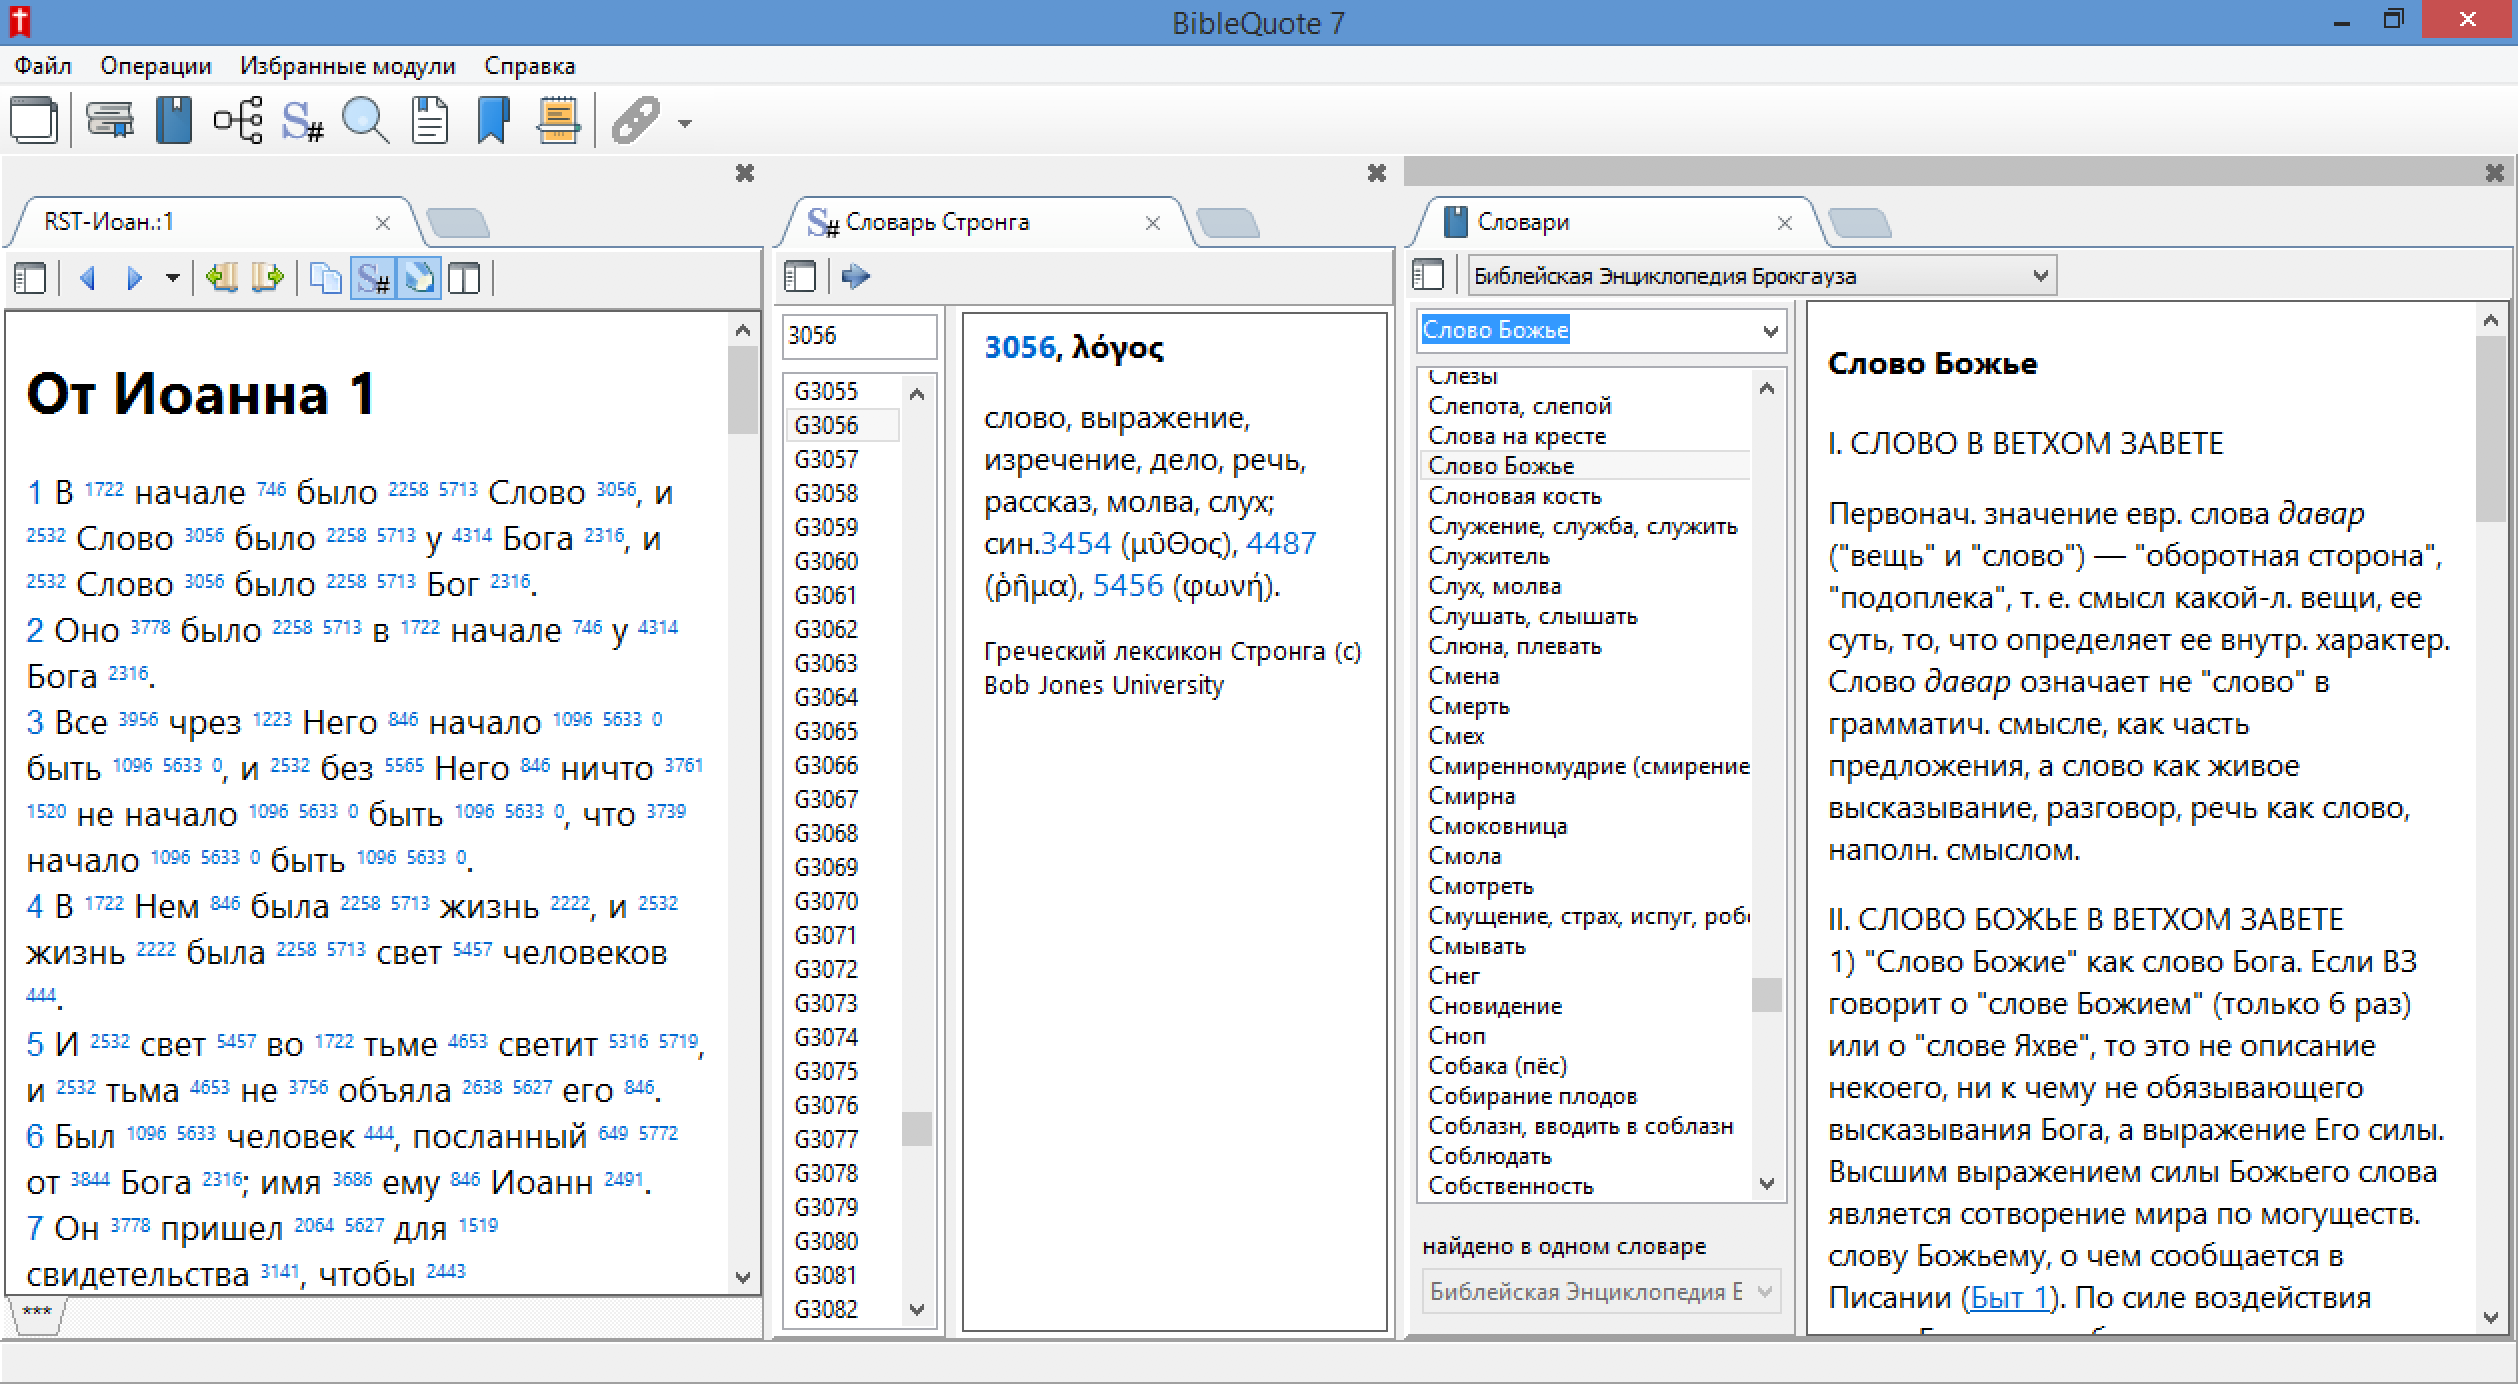 BibleQuote 7
Файл Операции Избранные модули Справка
RST-Иоан.:1
От Иоанна 1
1 В 1722 начале 746 было 2258 5713 Слово 3056, и
2532 Слово 3056 было 2258 5713 у 4314 Бога 2316, и
2532 Слово 3056 было 2258 5713 Бог 2316.
2 Оно 3778 было 2258 5713 в 1722 начале 746 у 4314
Бога 2316.
3 Все 3956 чрез 1223 Него 846 начало 1096 5633 0
быть 1096 5633 0, и 2532 без 5565 Него 846 ничто 3761
1520 не начало 1096 5633 0 быть 1096 5633 0, что 3739
начало 1096 5633 0 быть 1096 5633 0.
4 В 1722 Нем 846 была 2258 5713 жизнь 2222, и 2532
жизнь 2222 была 2258 5713 свет 5457 человеков
444.
5 И 2532 свет 5457 во 1722 тьме 4653 светит 5316 5719,
и 2532 тьма 4653 не 3756 объяла 2638 5627 его 846.
6 Был 1096 5633 человек 444, посланный 649 5772
от 3844 Бога 2316; имя 3686 ему 846 Иоанн 2491.
7 Он 3778 пришел 2064 5627 для 1519
свидетельства 3141, чтобы 2443
***
S# Словарь Стронга
3056
G3055
G3056
G3057
G3058
G3059
G3060
G3061
G3062
G3063
G3064
G3065
G3066
G3067
G3068
G3069
G3070
G3071
G3072
G3073
G3074
G3075
G3076
G3077
G3078
G3079
G3080
G3081
G3082
3056, λόγος
слово, выражение,
изречение, дело, речь,
рассказ, молва, слух;
син.3454 (μῦΘος), 4487
(ῥῆμα), 5456 (φωνή).
Греческий лексикон Стронга (с)
Bob Jones University
Словари
Библейская Энциклопедия Брокгауза
Слово Божье
Слезы
Слепота, слепой
Слова на кресте
Слово Божье
Слоновая кость
Служение, служба, служить
Служитель
Слух, молва
Слушать, слышать
Слюна, плевать
Смена
Смерть
Смех
Смиренномудрие (смирение
Смирна
Смоковница
Смола
Смотреть
Смущение, страх, испуг, робо
Смывать
Снег
Сновидение
Сноп
Собака (пёс)
Собирание плодов
Соблазн, вводить в соблазн
Соблюдать
Собственность
найдено в одном словаре
Библейская Энциклопедия Б
Слово Божье
I. СЛОВО В ВЕТХОМ ЗАВЕТЕ
Первонач. значение евр. слова давар
("вещь" и "слово") — "оборотная сторона",
"подоплека", т. е. смысл какой-л. вещи, ее
суть, то, что определяет ее внутр. характер.
Слово давар означает не "слово" в
грамматич. смысле, как часть
предложения, а слово как живое
высказывание, разговор, речь как слово,
наполн. смыслом.
II. СЛОВО БОЖЬЕ В ВЕТХОМ ЗАВЕТЕ
1) "Слово Божие" как слово Бога. Если ВЗ
говорит о "слове Божием" (только 6 раз)
или о "слове Яхве", то это не описание
некоего, ни к чему не обязывающего
высказывания Бога, а выражение Его силы.
Высшим выражением силы Божьего слова
является сотворение мира по могуществ.
слову Божьему, о чем сообщается в
Писании (Быт 1). По силе воздействия